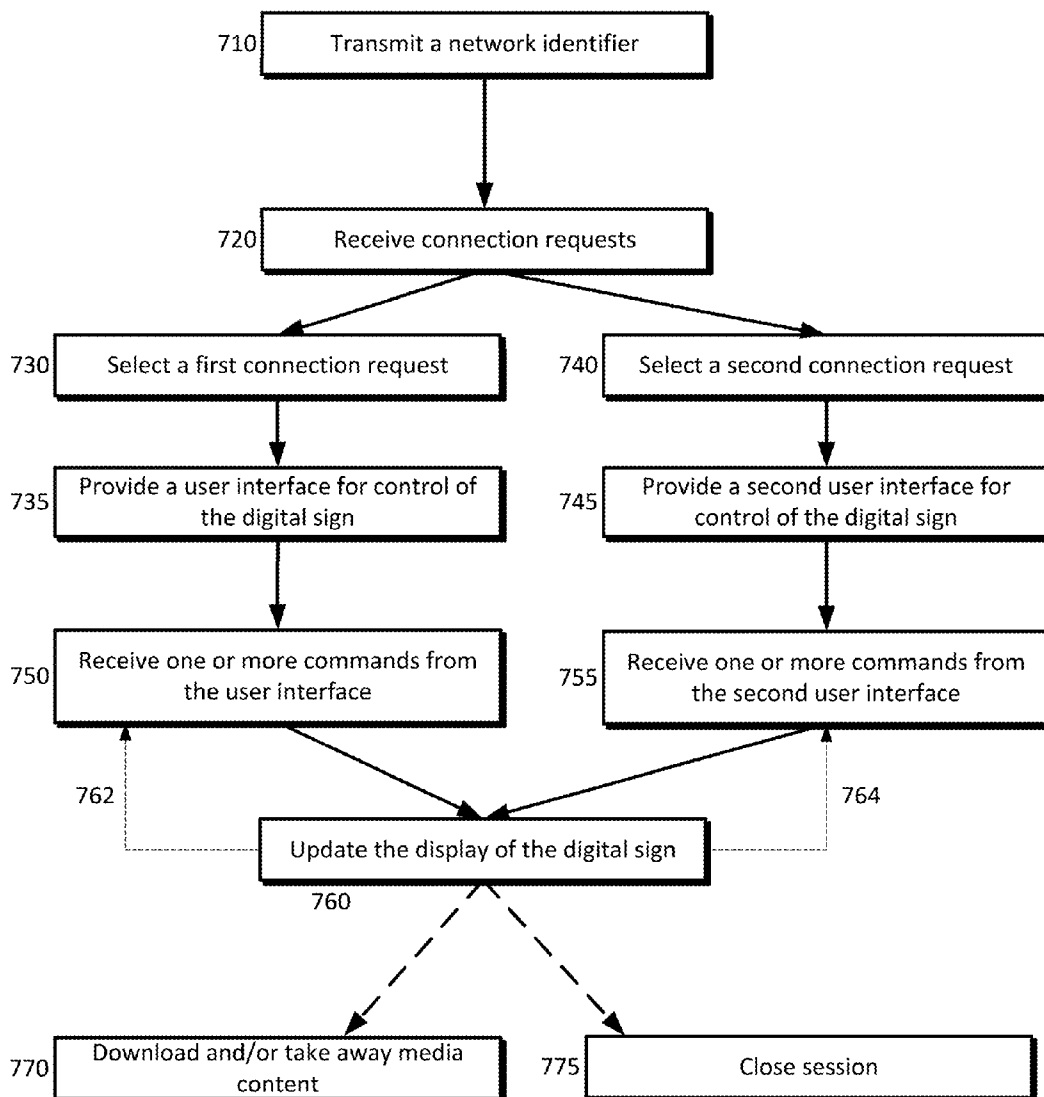 710
Transmit a network identifier
720
Receive connection requests
730
Select a first connection request
740
Select a second connection request
735
Provide a user interface for control of
the digital sign
745
Provide a second user interface for
control of the digital sign
750
Receive one or more commands from
the user interface
755
Receive one or more commands from
the second user interface
762
764
Update the display of the digital sign
760
770
Download and/or take away media
content
775
Close session